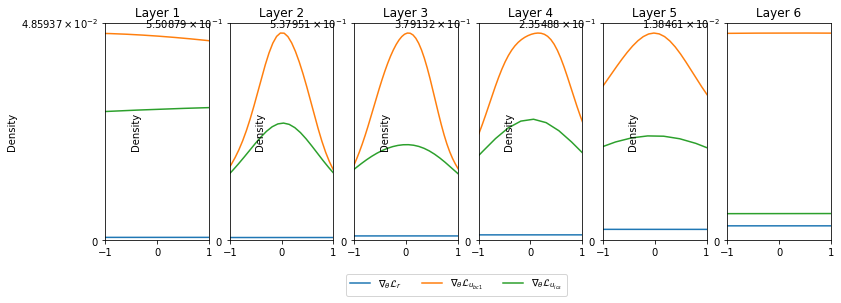 Layer 1 Layer 2 Layer 3 Layer 4 Layer 5 Layer 6
4.85937 × 10⁻² 5.50879 × 10⁻¹ 5.37951 × 10⁻¹ 3.79132 × 10⁻¹ 2.35488 × 10⁻¹ 1.38461 × 10⁻²
Density Density Density Density Density Density
0 0 0 0 0 0
−1 0 1 −1 0 1 −1 0 1 −1 0 1 −1 0 1 −1 0 1
∇θℒr ∇θℒu_bc1 ∇θℒu_ics